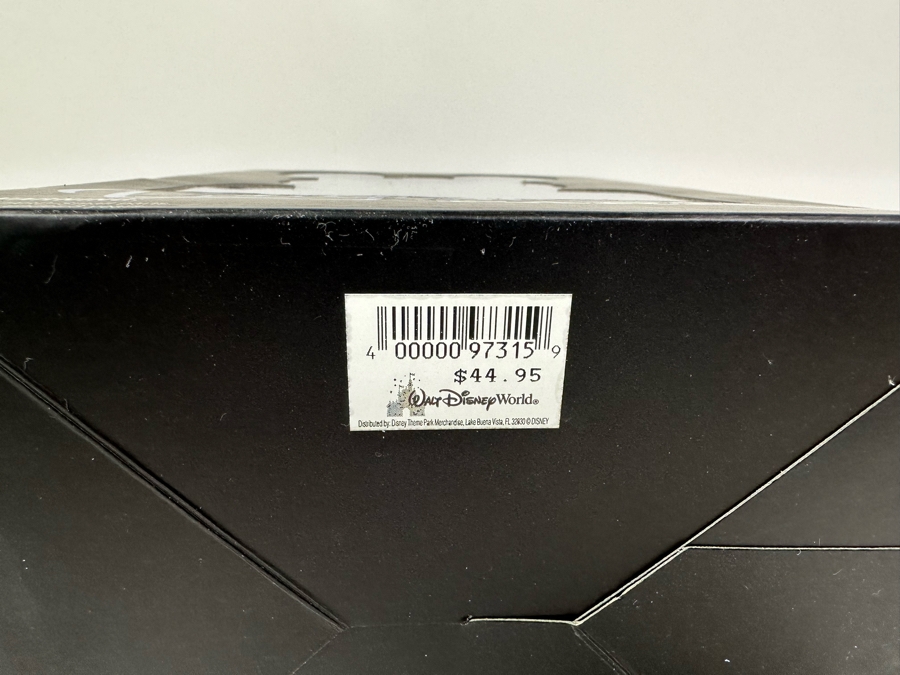 4 00000 97315 9
$44.95
Walt Disney World®
Distributed by: Disney Theme Park Merchandise, Lake Buena Vista, FL 32830 © DISNEY